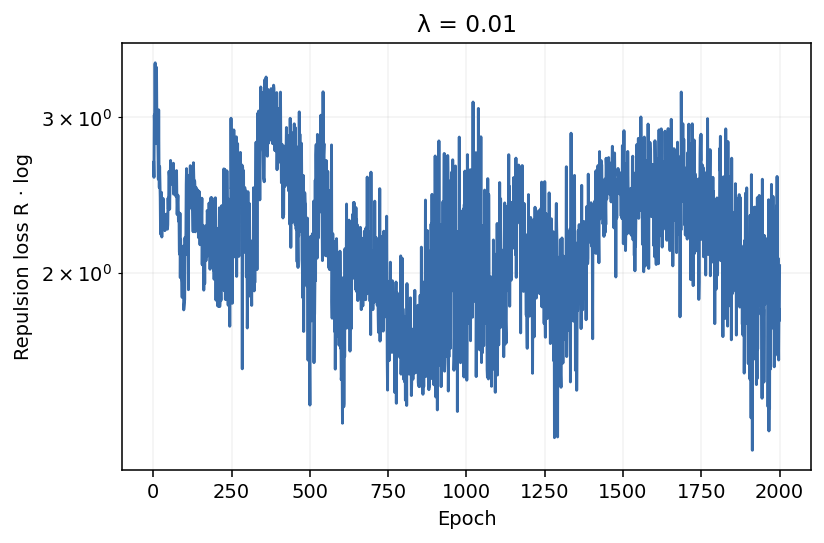 λ = 0.01
Repulsion loss R · log
3 × 10⁰
2 × 10⁰
0 250 500 750 1000 1250 1500 1750 2000
Epoch